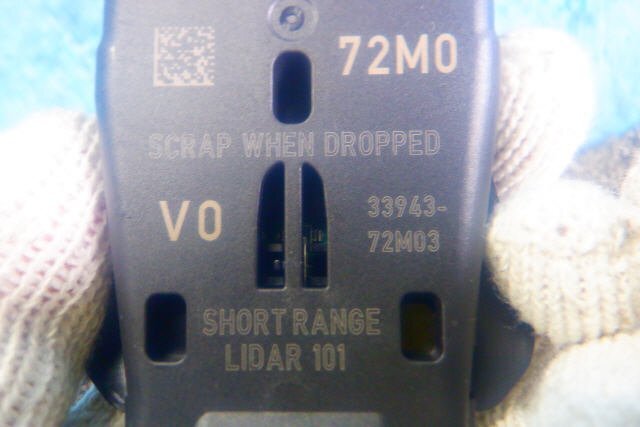 72M0
SCRAP WHEN DROPPED
V0
33943-
72M03
SHORT RANGE
LIDAR 101